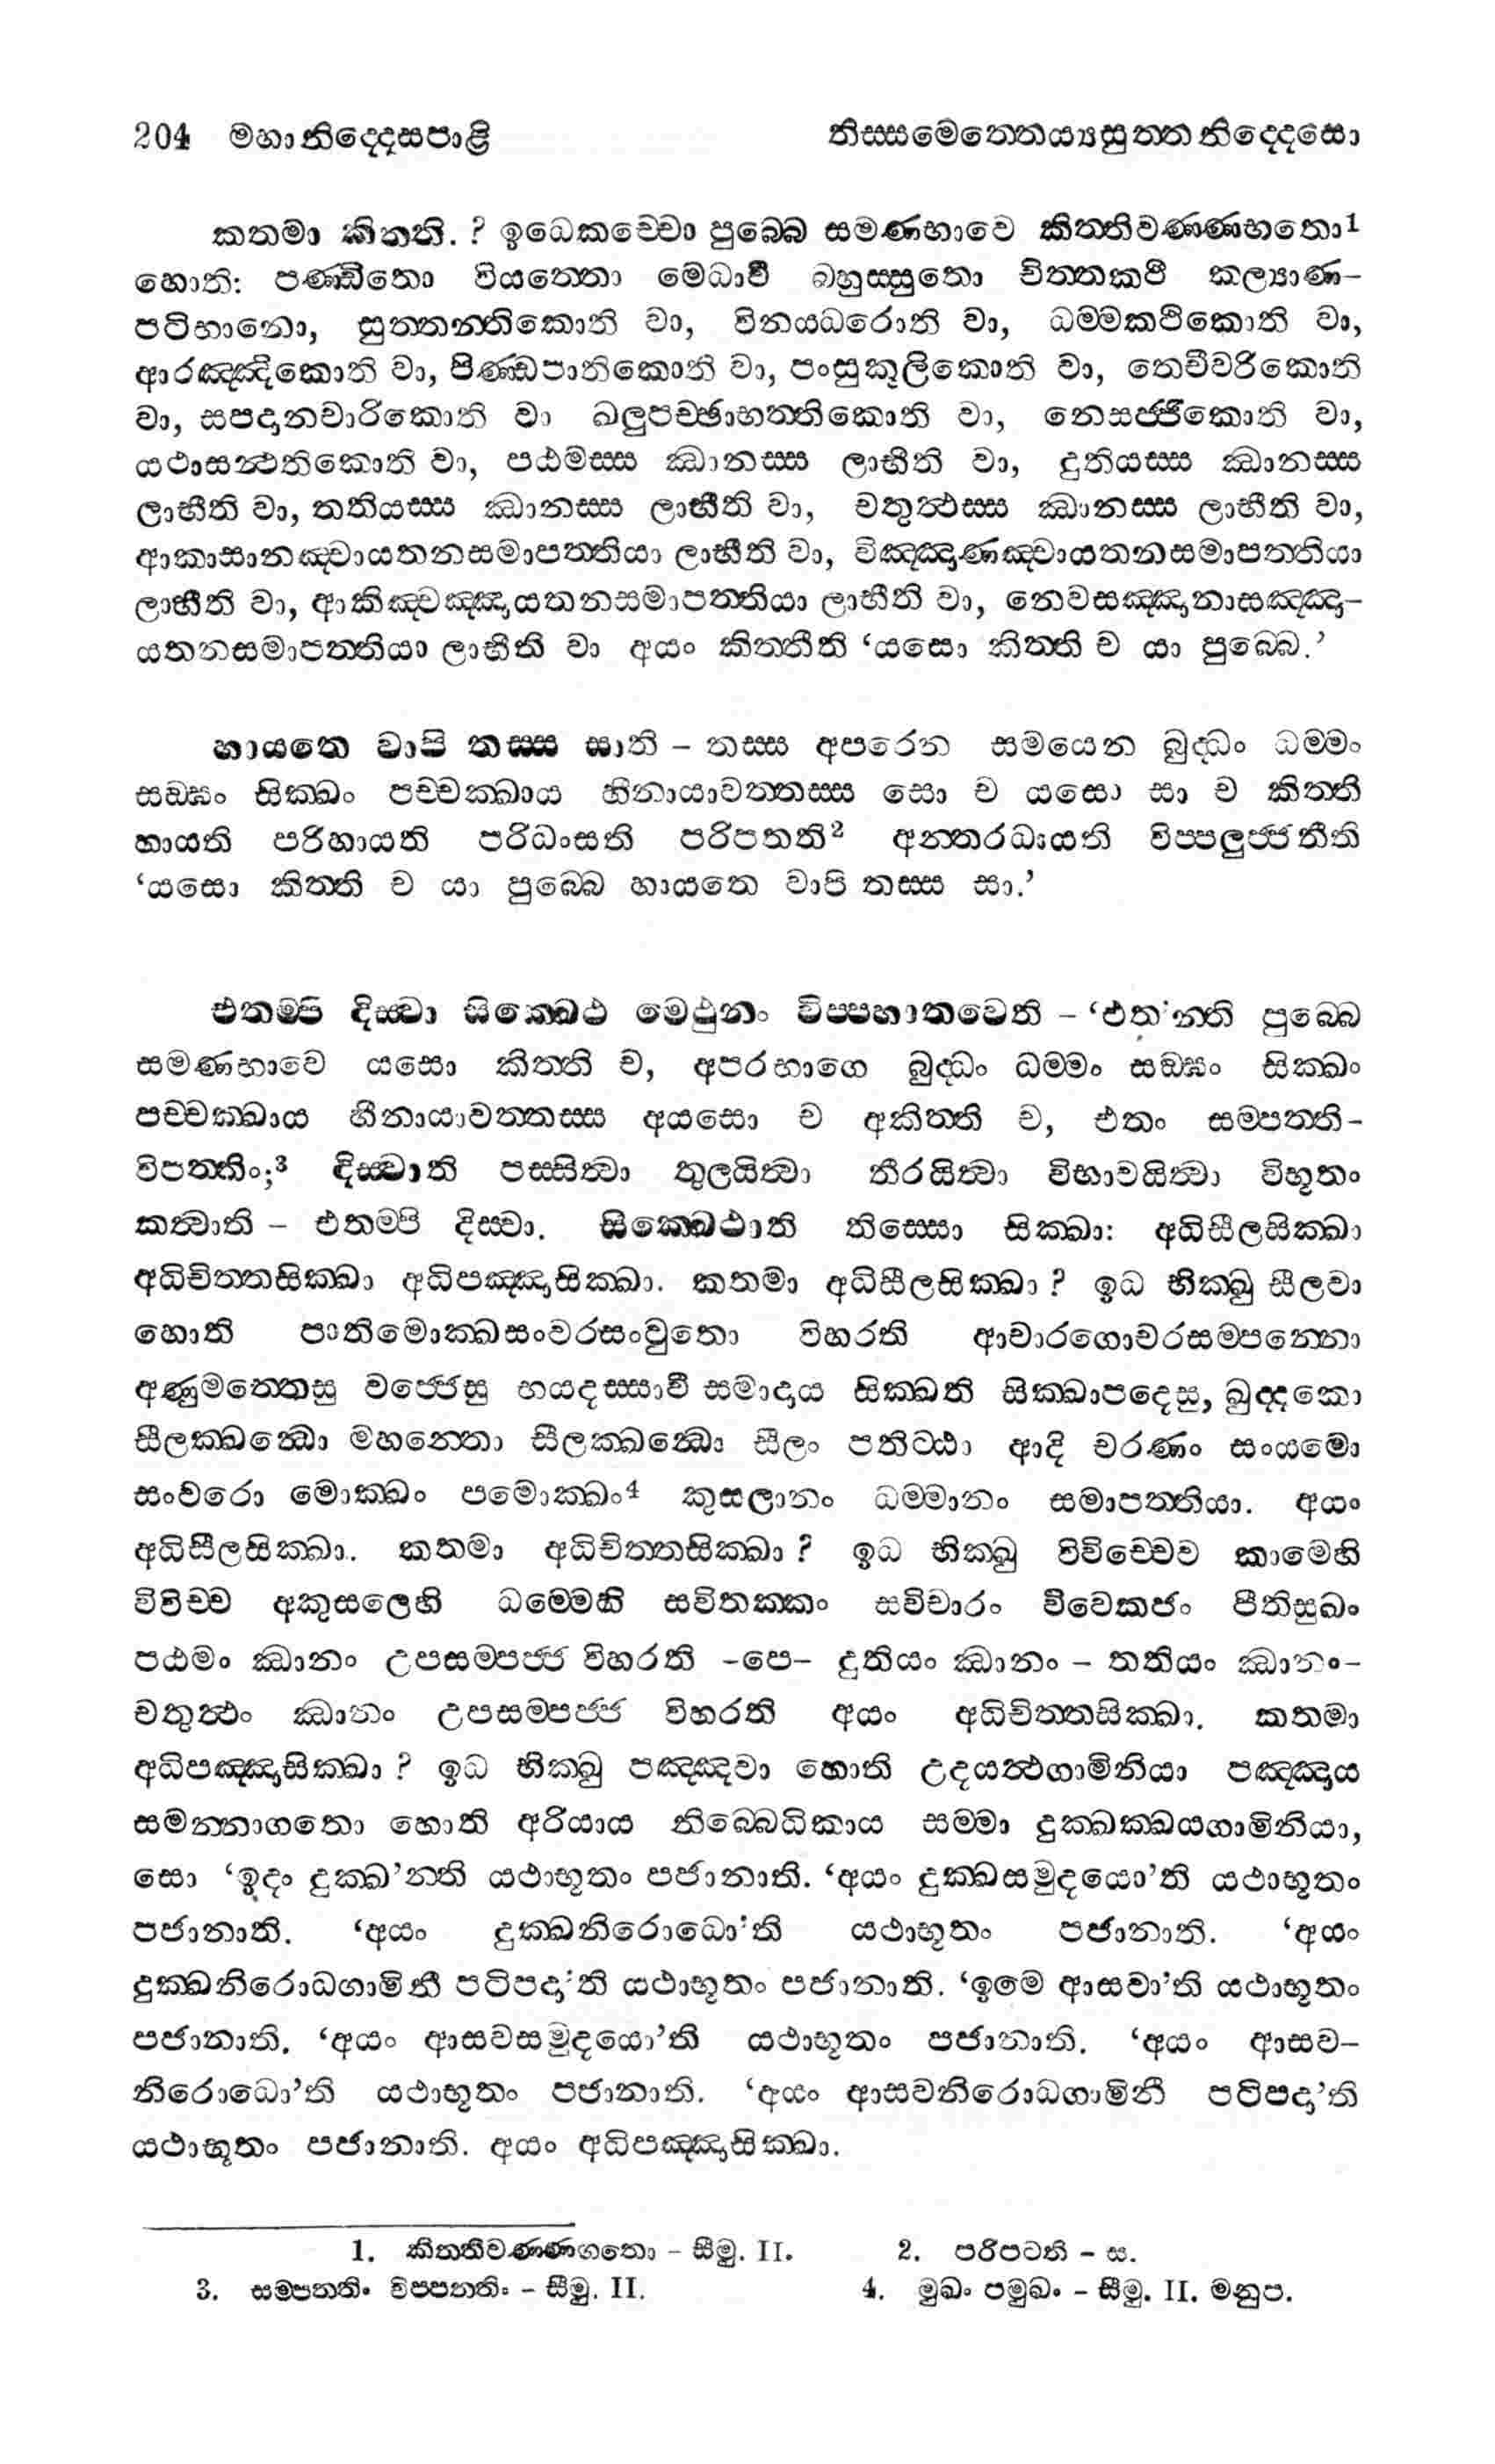 204 මහානිද්දෙසපාළි තිස්සමෙත්තෙය්‍යසුත්තනිද්දෙසො
කතමා කිත්ති. ? ඉධෙකච්චො පුබ්බෙ සමණභාවෙ කිත්තිවණ්ණභතො1
හොති: පණ්ඩිතො වියත්තො මෙධාවී බහුස්සුතො චිත්තකථී කල්‍යාණ-
පටිභානො, සුත්තන්තිකොති වා, විනයධරොති වා, ධම්මකථිකොති වා,
ආරඤ්ඤිකොති වා, පිණ්ඩපාතිකොති වා, පංසුකූලිකොති වා, තෙචීවරිකොති
වා, සපදානචාරිකොති වා ඛලුපච්ඡාභත්තිකොති වා, නෙසජ්ජිකොති වා,
යථාසන්ථතිකොති වා, පඨමස්ස ඣානස්ස ලාභීති වා, දුතියස්ස ඣානස්ස
ලාභීති වා, තතියස්ස ඣානස්ස ලාභීති වා, චතුත්ථස්ස ඣානස්ස ලාභීති වා,
ආකාසානඤ්චායතනසමාපත්තියා ලාභීති වා, විඤ්ඤාණඤ්චායතනසමාපත්තියා
ලාභීති වා, ආකිඤ්චඤ්ඤායතනසමාපත්තියා ලාභීති වා, නෙවසඤ්ඤානාසඤ්ඤා-
යතනසමාපත්තියා ලාභීති වා අයං කිත්තීති ‘යසො කිත්ති ච යා පුබ්බෙ.’
හායතෙ වාපි තස්ස සාති – තස්ස අපරෙන සමයෙන බුද්ධං ධම්මං
සඞ්ඝං සික්ඛං පච්චක්ඛාය හීනායාවත්තස්ස සො ච යසො සා ච කිත්ති
හායති පරිහායති පරිධංසති පරිපතති2 අන්තරධායති විප්පලුජ්ජතීති
‘යසො කිත්ති ච යා පුබ්බෙ හායතෙ වාපි තස්ස සා.’
එතම්පි දිස්වා සික්ඛෙථ මෙථුනං විප්පහාතවෙති – ‘එත’න්ති පුබ්බෙ
සමණභාවෙ යසො කිත්ති ච, අපරභාගෙ බුද්ධං ධම්මං සඞ්ඝං සික්ඛං
පච්චක්ඛාය හීනායාවත්තස්ස අයසො ච අකිත්ති ච, එතං සම්පත්ති-
විපත්තිං;3 දිස්වාති පස්සිත්වා තුලයිත්වා තීරයිත්වා විභාවයිත්වා විභූතං
කත්වාති – එතම්පි දිස්වා. සික්ඛෙථාති තිස්සො සික්ඛා: අධිසීලසික්ඛා
අධිචිත්තසික්ඛා අධිපඤ්ඤාසික්ඛා. කතමා අධිසීලසික්ඛා ? ඉධ භික්ඛු සීලවා
හොති පාතිමොක්ඛසංවරසංවුතො විහරති ආචාරගොචරසම්පන්නො
අණුමත්තෙසු වජ්ජෙසු භයදස්සාවී සමාදාය සික්ඛති සික්ඛාපදෙසු, ඛුද්දකො
සීලක්ඛන්ධො මහන්තො සීලක්ඛන්ධො සීලං පතිට්ඨා ආදි චරණං සංයමො
සංවරො මොක්ඛං පමොක්ඛං4 කුසලානං ධම්මානං සමාපත්තියා. අයං
අධිසීලසික්ඛා. කතමා අධිචිත්තසික්ඛා ? ඉධ භික්ඛු විවිච්චෙව කාමෙහි
විවිච්ච අකුසලෙහි ධම්මෙහි සවිතක්කං සවිචාරං විවෙකජං පීතිසුඛං
පඨමං ඣානං උපසම්පජ්ජ විහරති -පෙ- දුතියං ඣානං – තතියං ඣානං-
චතුත්ථං ඣානං උපසම්පජ්ජ විහරති අයං අධිචිත්තසික්ඛා. කතමා
අධිපඤ්ඤාසික්ඛා ? ඉධ භික්ඛු පඤ්ඤවා හොති උදයත්ථගාමිනියා පඤ්ඤාය
සමන්නාගතො හොති අරියාය නිබ්බෙධිකාය සම්මා දුක්ඛක්ඛයගාමිනියා,
සො ‘ඉදං දුක්ඛ’න්ති යථාභූතං පජානාති. ‘අයං දුක්ඛසමුදයො’ති යථාභූතං
පජානාති. ‘අයං දුක්ඛනිරොධො’ති යථාභූතං පජානාති. ‘අයං
දුක්ඛනිරොධගාමිනී පටිපදා’ති යථාභූතං පජානාති. ‘ඉමෙ ආසවා’ති යථාභූතං
පජානාති. ‘අයං ආසවසමුදයො’ති යථාභූතං පජානාති. ‘අයං ආසව-
නිරොධො’ති යථාභූතං පජානාති. ‘අයං ආසවනිරොධගාමිනී පටිපදා’ති
යථාභූතං පජානාති. අයං අධිපඤ්ඤාසික්ඛා.
1. කිත්තිවණ්ණගතො – සීමු. II. 2. පරිපටති – ස.
3. සම්පත්තිං විප්පත්තිං – සීමු. II. 4. මුඛං පමුඛං – සීමු. II. මනුප.